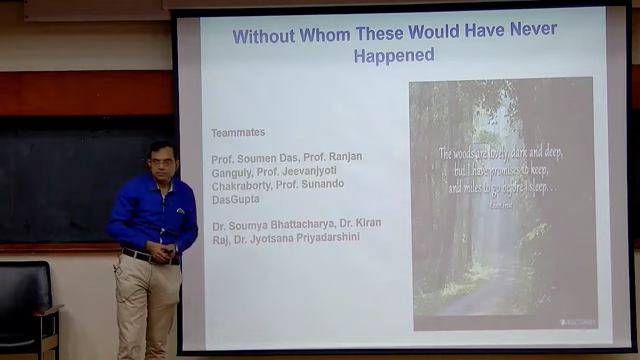 Without Whom These Would Have Never
Happened
Teammates
Prof. Soumen Das, Prof. Ranjan
Ganguly, Prof. Jeevanjyoti
Chakraborty, Prof. Sunando
DasGupta
Dr. Soumya Bhattacharya, Dr. Kiran
Raj, Dr. Jyotsana Priyadarshini
The woods are lovely, dark and deep,
but I have promises to keep,
and miles to go before I sleep...